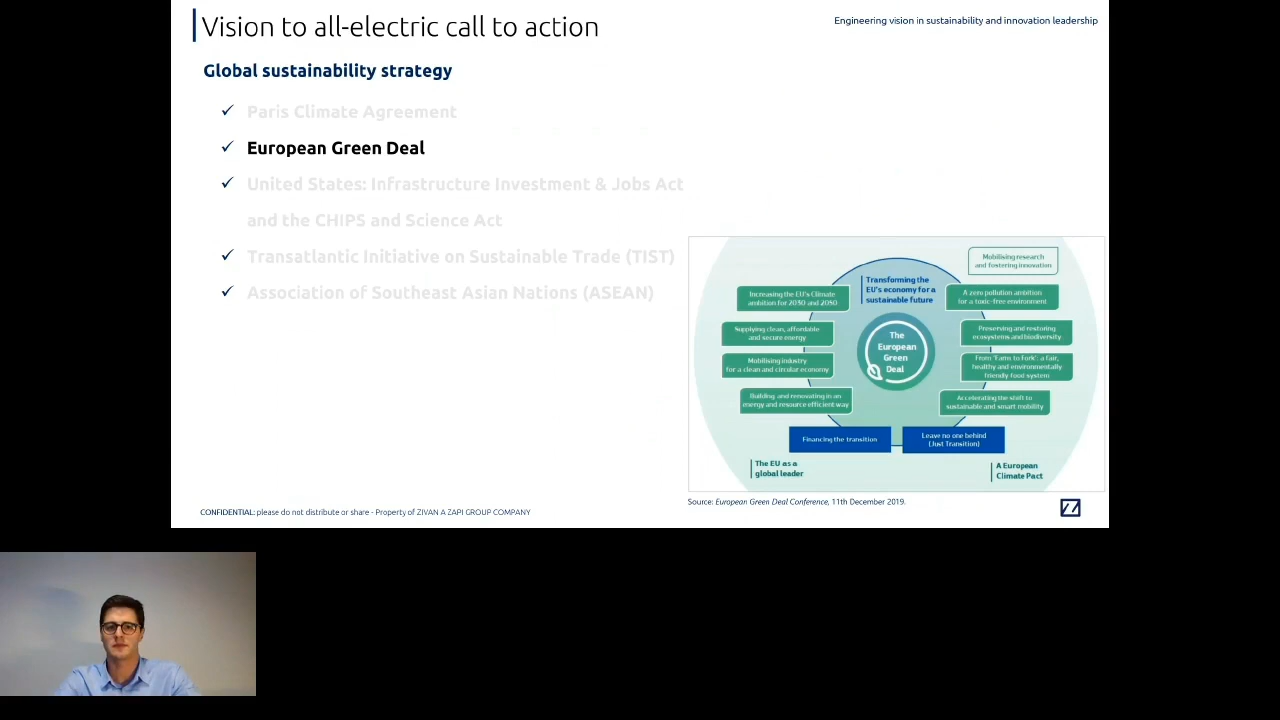 Vision to all-electric call to action
Engineering vision in sustainability and innovation leadership
Global sustainability strategy
Paris Climate Agreement
European Green Deal
United States: Infrastructure Investment & Jobs Act
and the CHIPS and Science Act
Transatlantic Initiative on Sustainable Trade (TIST)
Association of Southeast Asian Nations (ASEAN)
Mobilising research
and fostering innovation
Transforming the
EU's economy for a
sustainable future
Increasing the EU's Climate
ambition for 2030 and 2050
A zero pollution ambition
for a toxic-free environment
Supplying clean, affordable
and secure energy
Preserving and restoring
ecosystems and biodiversity
The
European
Green
Deal
Mobilising industry
for a clean and circular economy
From 'Farm to Fork': a fair,
healthy and environmentally
friendly food system
Building and renovating in an
energy and resource efficient way
Accelerating the shift to
sustainable and smart mobility
Financing the transition
Leave no one behind
(Just Transition)
The EU as a
global leader
A European
Climate Pact
Source: European Green Deal Conference, 11th December 2019.
CONFIDENTIAL: please do not distribute or share - Property of ZIVAN A ZAPI GROUP COMPANY